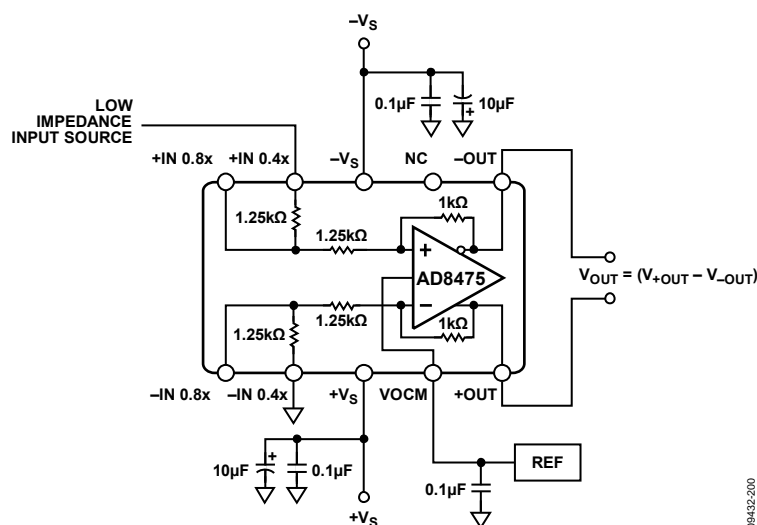 –VS
LOW
IMPEDANCE
INPUT SOURCE
0.1µF
10µF
+
+IN 0.8x
+IN 0.4x
–VS
NC
–OUT
1.25kΩ
1kΩ
1.25kΩ
+
AD8475
–
VOUT = (V+OUT – V–OUT)
1.25kΩ
1.25kΩ
1kΩ
–IN 0.8x
–IN 0.4x
+VS
VOCM
+OUT
10µF
+
0.1µF
0.1µF
REF
+VS
09432-200